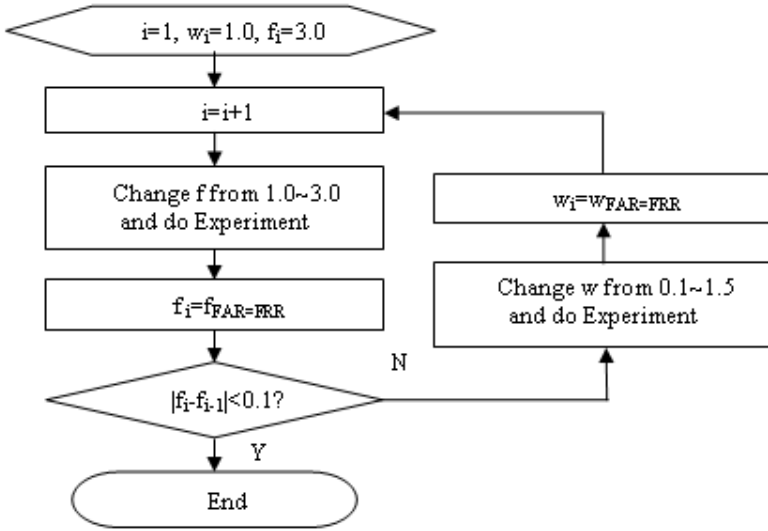 i=1, wi=1.0, fi=3.0
i=i+1
Change f from 1.0~3.0
and do Experiment
fi=fFAR=FRR
|fi-fi-1|<0.1?
N
Y
End
wi=wFAR=FRR
Change w from 0.1~1.5
and do Experiment